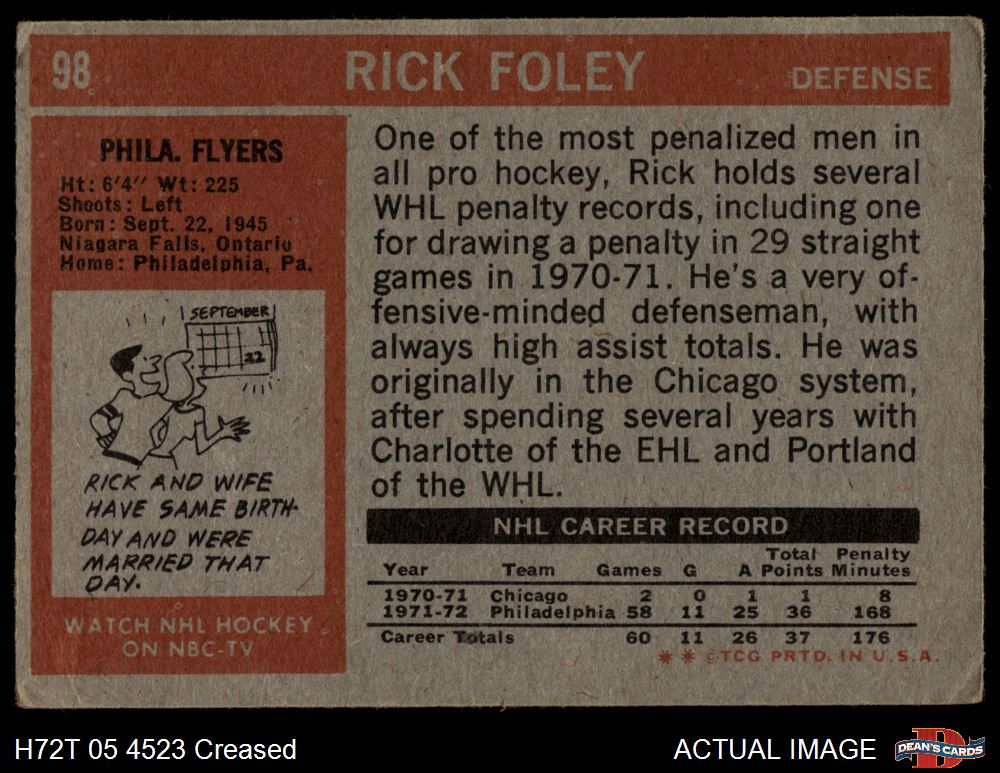 98 RICK FOLEY DEFENSE
PHILA. FLYERS
Ht: 6'4" Wt: 225
Shoots: Left
Born: Sept. 22, 1945
Niagara Falls, Ontario
Home: Philadelphia, Pa.
SEPTEMBER
22
RICK AND WIFE
HAVE SAME BIRTH-
DAY AND WERE
MARRIED THAT
DAY.
WATCH NHL HOCKEY
ON NBC-TV
One of the most penalized men in
all pro hockey, Rick holds several
WHL penalty records, including one
for drawing a penalty in 29 straight
games in 1970-71. He's a very of-
fensive-minded defenseman, with
always high assist totals. He was
originally in the Chicago system,
after spending several years with
Charlotte of the EHL and Portland
of the WHL.
NHL CAREER RECORD
Year Team Games G A Total Points Penalty Minutes
1970-71 Chicago 2 0 1 1 8
1971-72 Philadelphia 58 11 25 36 168
Career Totals 60 11 26 37 176
* * ©TCG PRTD. IN U.S.A.
H72T 05 4523 Creased
ACTUAL IMAGE
D
DEAN'S CARDS